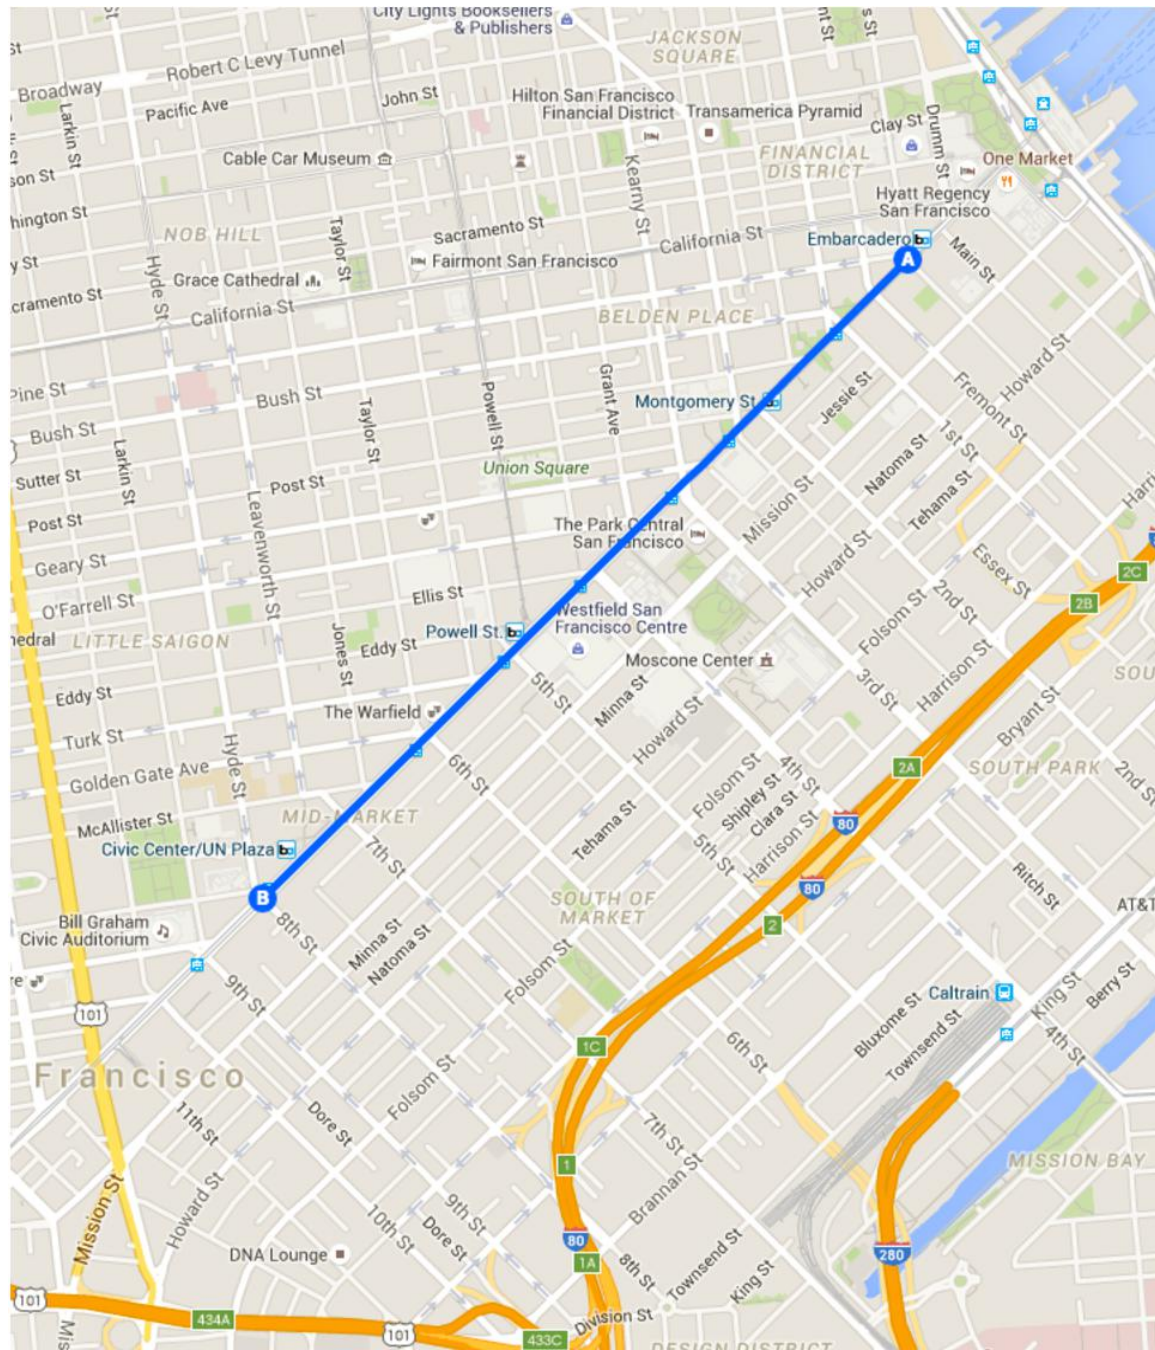 City Lights Booksellers
& Publishers
Robert C Levy Tunnel
Broadway
Pacific Ave
John St
JACKSON
SQUARE
Larkin St
Hilton San Francisco
Financial District
Transamerica Pyramid
Clay St
Drumm St
Cable Car Museum
Kearny St
FINANCIAL
DISTRICT
One Market
Hyatt Regency
San Francisco
NOB HILL
Taylor St
Sacramento St
California St
Embarcadero
A
Main St
Hyde St
Grace Cathedral
Fairmont San Francisco
California St
BELDEN PLACE
Pine St
Bush St
Bush St
Powell St
Grant Ave
Montgomery St.
Jessie St
Fremont St
Howard St
Taylor St
Larkin St
Sutter St
Post St
Union Square
1st St
Natoma St
Tehama St
Post St
Geary St
Leavenworth St
The Park Central
San Francisco
Mission St
Howard St
Essex St
2C
2B
O'Farrell St
Ellis St
Westfield San
Francisco Centre
Folsom St
2nd St
LITTLE SAIGON
Jones St
Eddy St
Powell St.
Moscone Center
Harrison St
3rd St
Eddy St
5th St
Minna St
Bryant St
The Warfield
Howard St
Turk St
Hyde St
6th St
4th St
2A
SOUTH PARK
2nd St
Golden Gate Ave
Folsom St
Shipley St
Clara St
MID-MARKET
McAllister St
Tehama St
80
Harrison St
Civic Center/UN Plaza
7th St
5th St
80
Ritch St
B
SOUTH OF
MARKET
AT&T
Bill Graham
Civic Auditorium
8th St
Minna St
Natoma St
2
9th St
Folsom St
Caltrain
King St
Berry St
101
Bluxome St
Townsend St
4th St
1C
6th St
Francisco
Folsom St
11th St
Dore St
7th St
1
MISSION BAY
Mission St
Howard St
Brannan St
10th St
9th St
Dore St
DNA Lounge
80
8th St
Townsend St
King St
280
1A
101
434A
101
433C
Division St
DESIGN DISTRICT